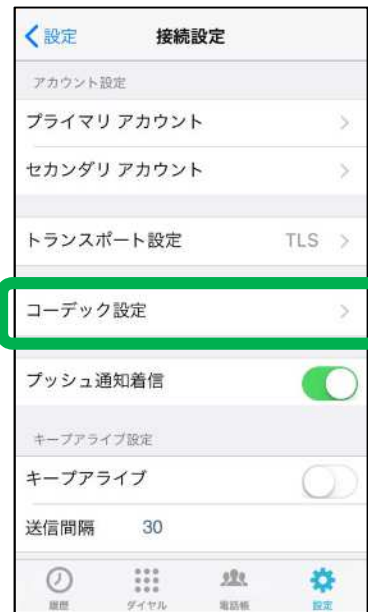 設定 接続設定
アカウント設定
プライマリ アカウント
セカンダリ アカウント
トランスポート設定 TLS
コーデック設定
プッシュ通知着信
キープアライブ設定
キープアライブ
送信間隔 30
履歴 ダイヤル 電話帳 設定